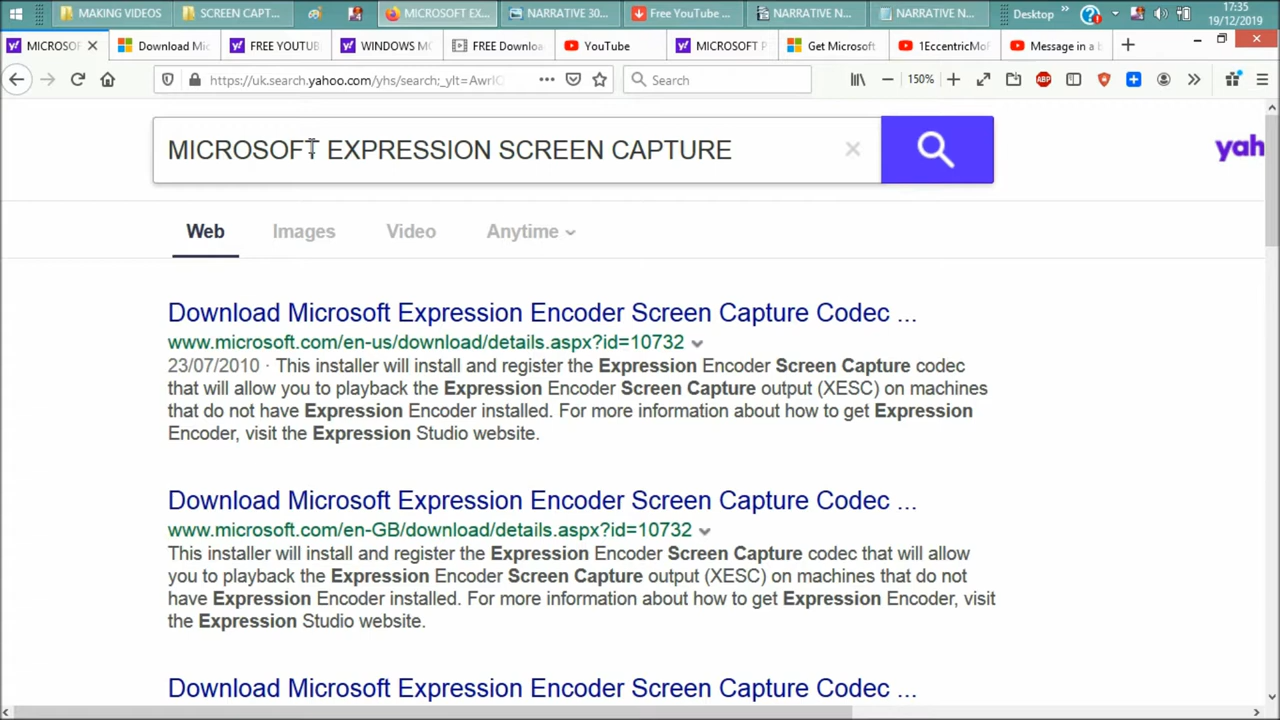 MAKING VIDEOS
SCREEN CAPT...
MICROSOFT EX...
NARRATIVE 30...
Free YouTube ...
NARRATIVE N...
NARRATIVE N...
Desktop
17:35
19/12/2019
MICROSOF
Download Mic
FREE YOUTUB
WINDOWS MO
FREE Downloa
YouTube
MICROSOFT P
Get Microsoft
1EccentricMo
Message in a b
https://uk.search.yahoo.com/yhs/search;_ylt=AwrIQ
Search
150%
ABP
MICROSOFT EXPRESSION SCREEN CAPTURE
yah
Web
Images
Video
Anytime
Download Microsoft Expression Encoder Screen Capture Codec ...
www.microsoft.com/en-us/download/details.aspx?id=10732
23/07/2010 · This installer will install and register the Expression Encoder Screen Capture codec
that will allow you to playback the Expression Encoder Screen Capture output (XESC) on machines
that do not have Expression Encoder installed. For more information about how to get Expression
Encoder, visit the Expression Studio website.
Download Microsoft Expression Encoder Screen Capture Codec ...
www.microsoft.com/en-GB/download/details.aspx?id=10732
This installer will install and register the Expression Encoder Screen Capture codec that will allow
you to playback the Expression Encoder Screen Capture output (XESC) on machines that do not
have Expression Encoder installed. For more information about how to get Expression Encoder, visit
the Expression Studio website.
Download Microsoft Expression Encoder Screen Capture Codec ...